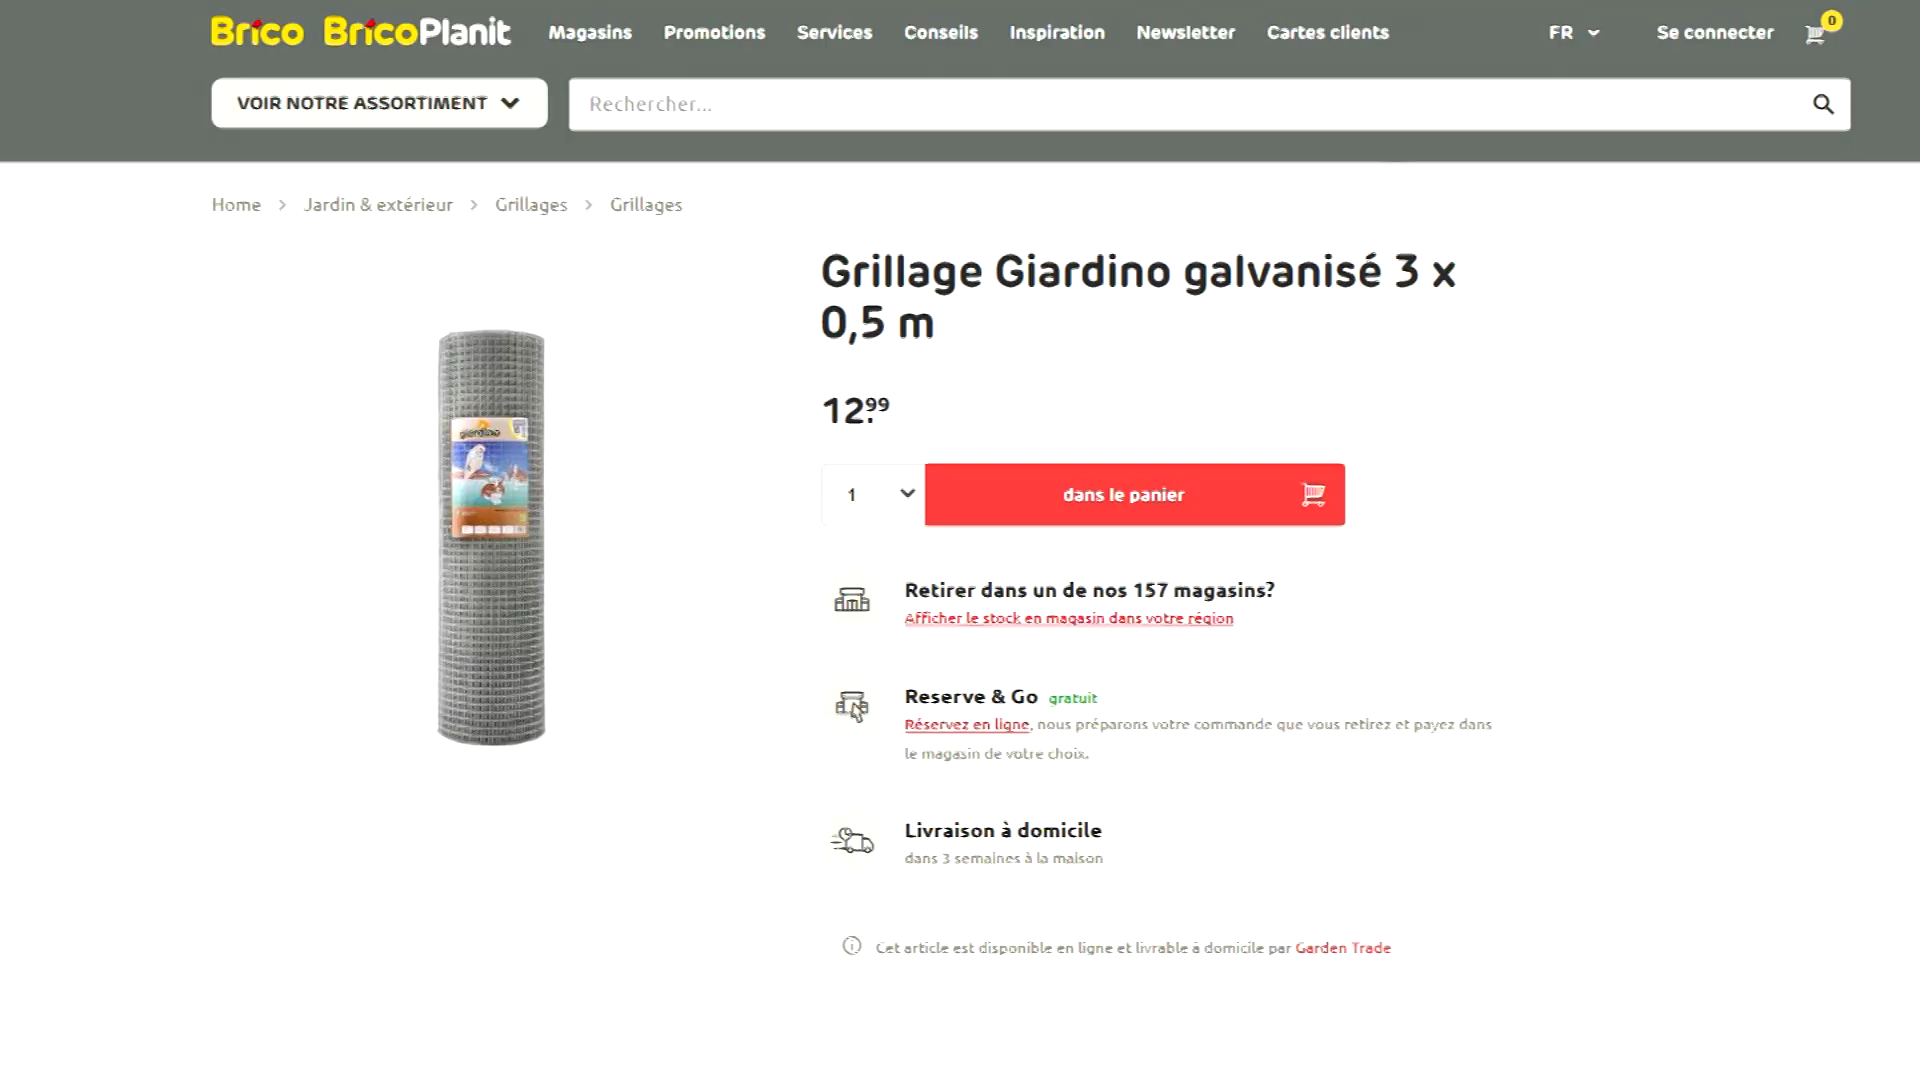 Brico BricoPlanit Magasins Promotions Services Conseils Inspiration Newsletter Cartes clients FR Se connecter 0
VOIR NOTRE ASSORTIMENT Rechercher...
Home > Jardin & extérieur > Grillages > Grillages
Grillage Giardino galvanisé 3 x
0,5 m
12.99
1 dans le panier
giardino
Retirer dans un de nos 157 magasins?
Afficher le stock en magasin dans votre région
Reserve & Go gratuit
Réservez en ligne, nous préparons votre commande que vous retirez et payez dans
le magasin de votre choix.
Livraison à domicile
dans 3 semaines à la maison
Cet article est disponible en ligne et livrable à domicile par Garden Trade